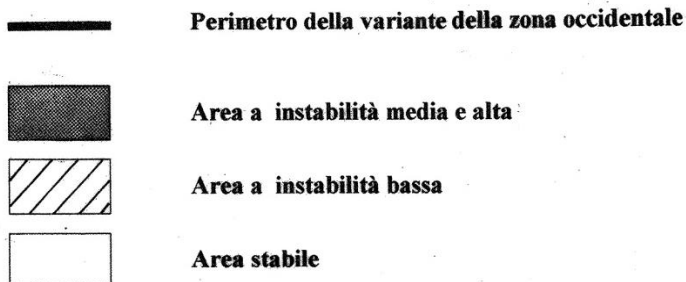 Perimetro della variante della zona occidentale
Area a instabilità media e alta
Area a instabilità bassa
Area stabile